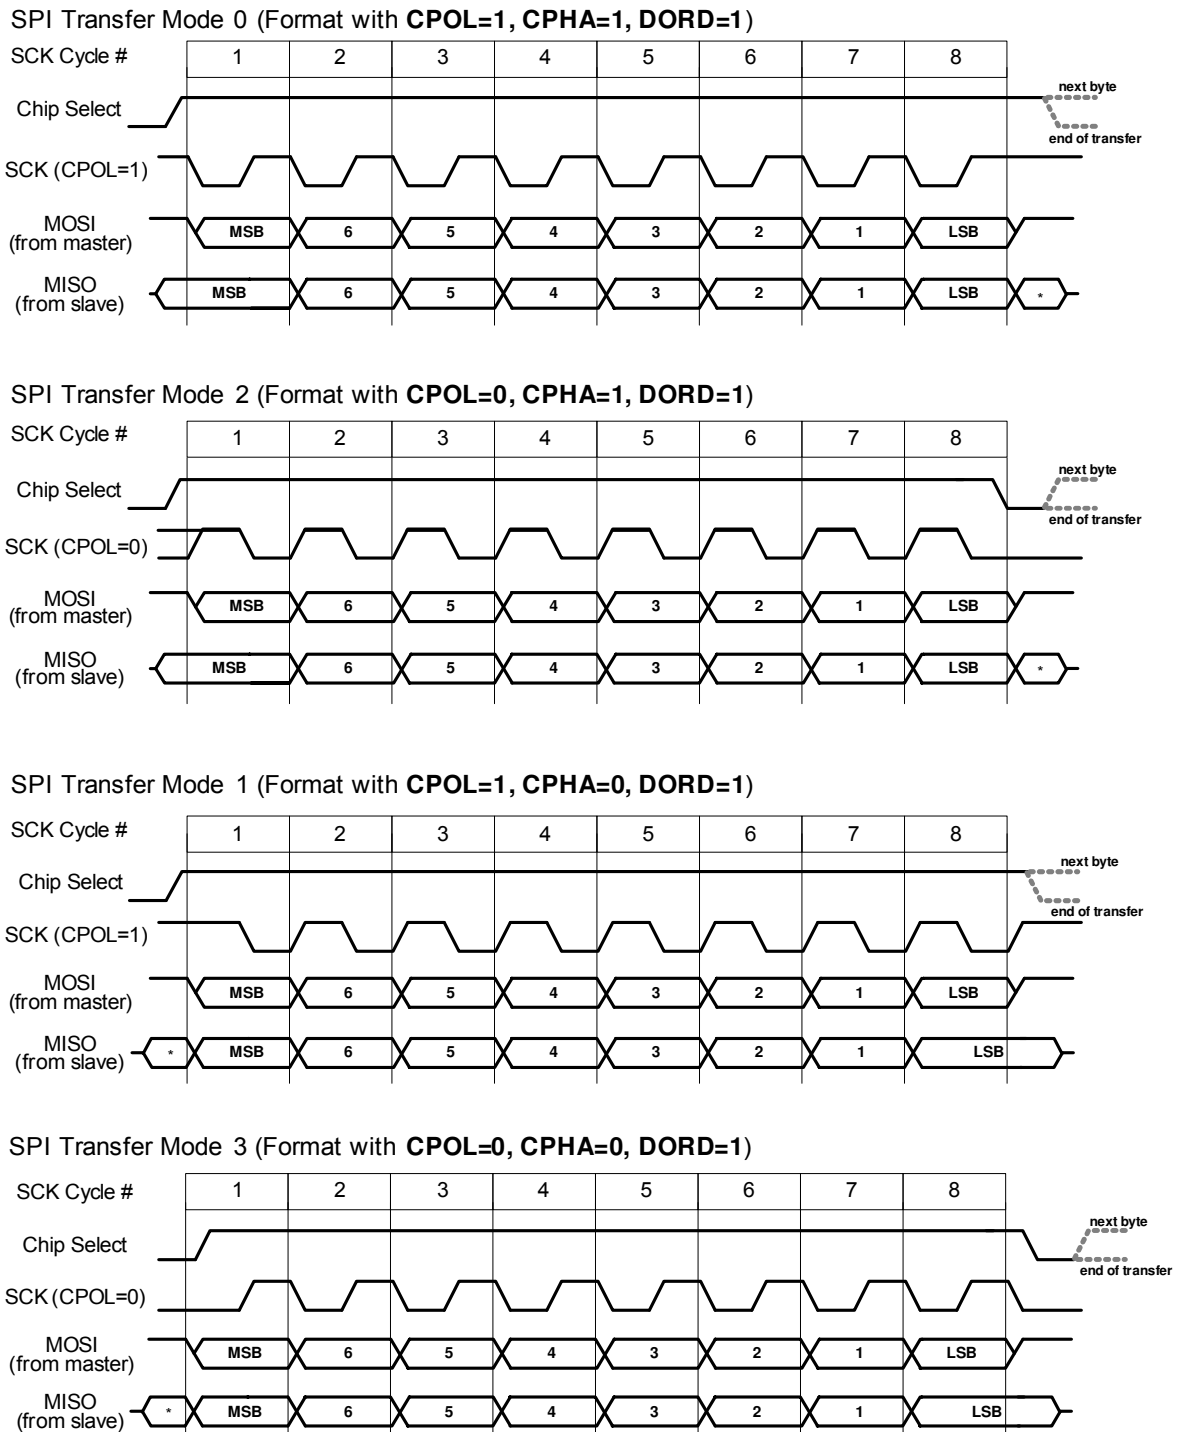 SPI Transfer Mode 0 (Format with CPOL=1, CPHA=1, DORD=1)
SCK Cycle # 1 2 3 4 5 6 7 8
next byte
Chip Select
end of transfer
SCK (CPOL=1)
MOSI
(from master)
MSB 6 5 4 3 2 1 LSB
MISO
(from slave)
MSB 6 5 4 3 2 1 LSB *
SPI Transfer Mode 2 (Format with CPOL=0, CPHA=1, DORD=1)
SCK Cycle # 1 2 3 4 5 6 7 8
next byte
Chip Select
end of transfer
SCK (CPOL=0)
MOSI
(from master)
MSB 6 5 4 3 2 1 LSB
MISO
(from slave)
MSB 6 5 4 3 2 1 LSB *
SPI Transfer Mode 1 (Format with CPOL=1, CPHA=0, DORD=1)
SCK Cycle # 1 2 3 4 5 6 7 8
next byte
Chip Select
end of transfer
SCK (CPOL=1)
MOSI
(from master)
MSB 6 5 4 3 2 1 LSB
MISO
(from slave)
* MSB 6 5 4 3 2 1 LSB
SPI Transfer Mode 3 (Format with CPOL=0, CPHA=0, DORD=1)
SCK Cycle # 1 2 3 4 5 6 7 8
next byte
Chip Select
end of transfer
SCK (CPOL=0)
MOSI
(from master)
MSB 6 5 4 3 2 1 LSB
MISO
(from slave)
* MSB 6 5 4 3 2 1 LSB